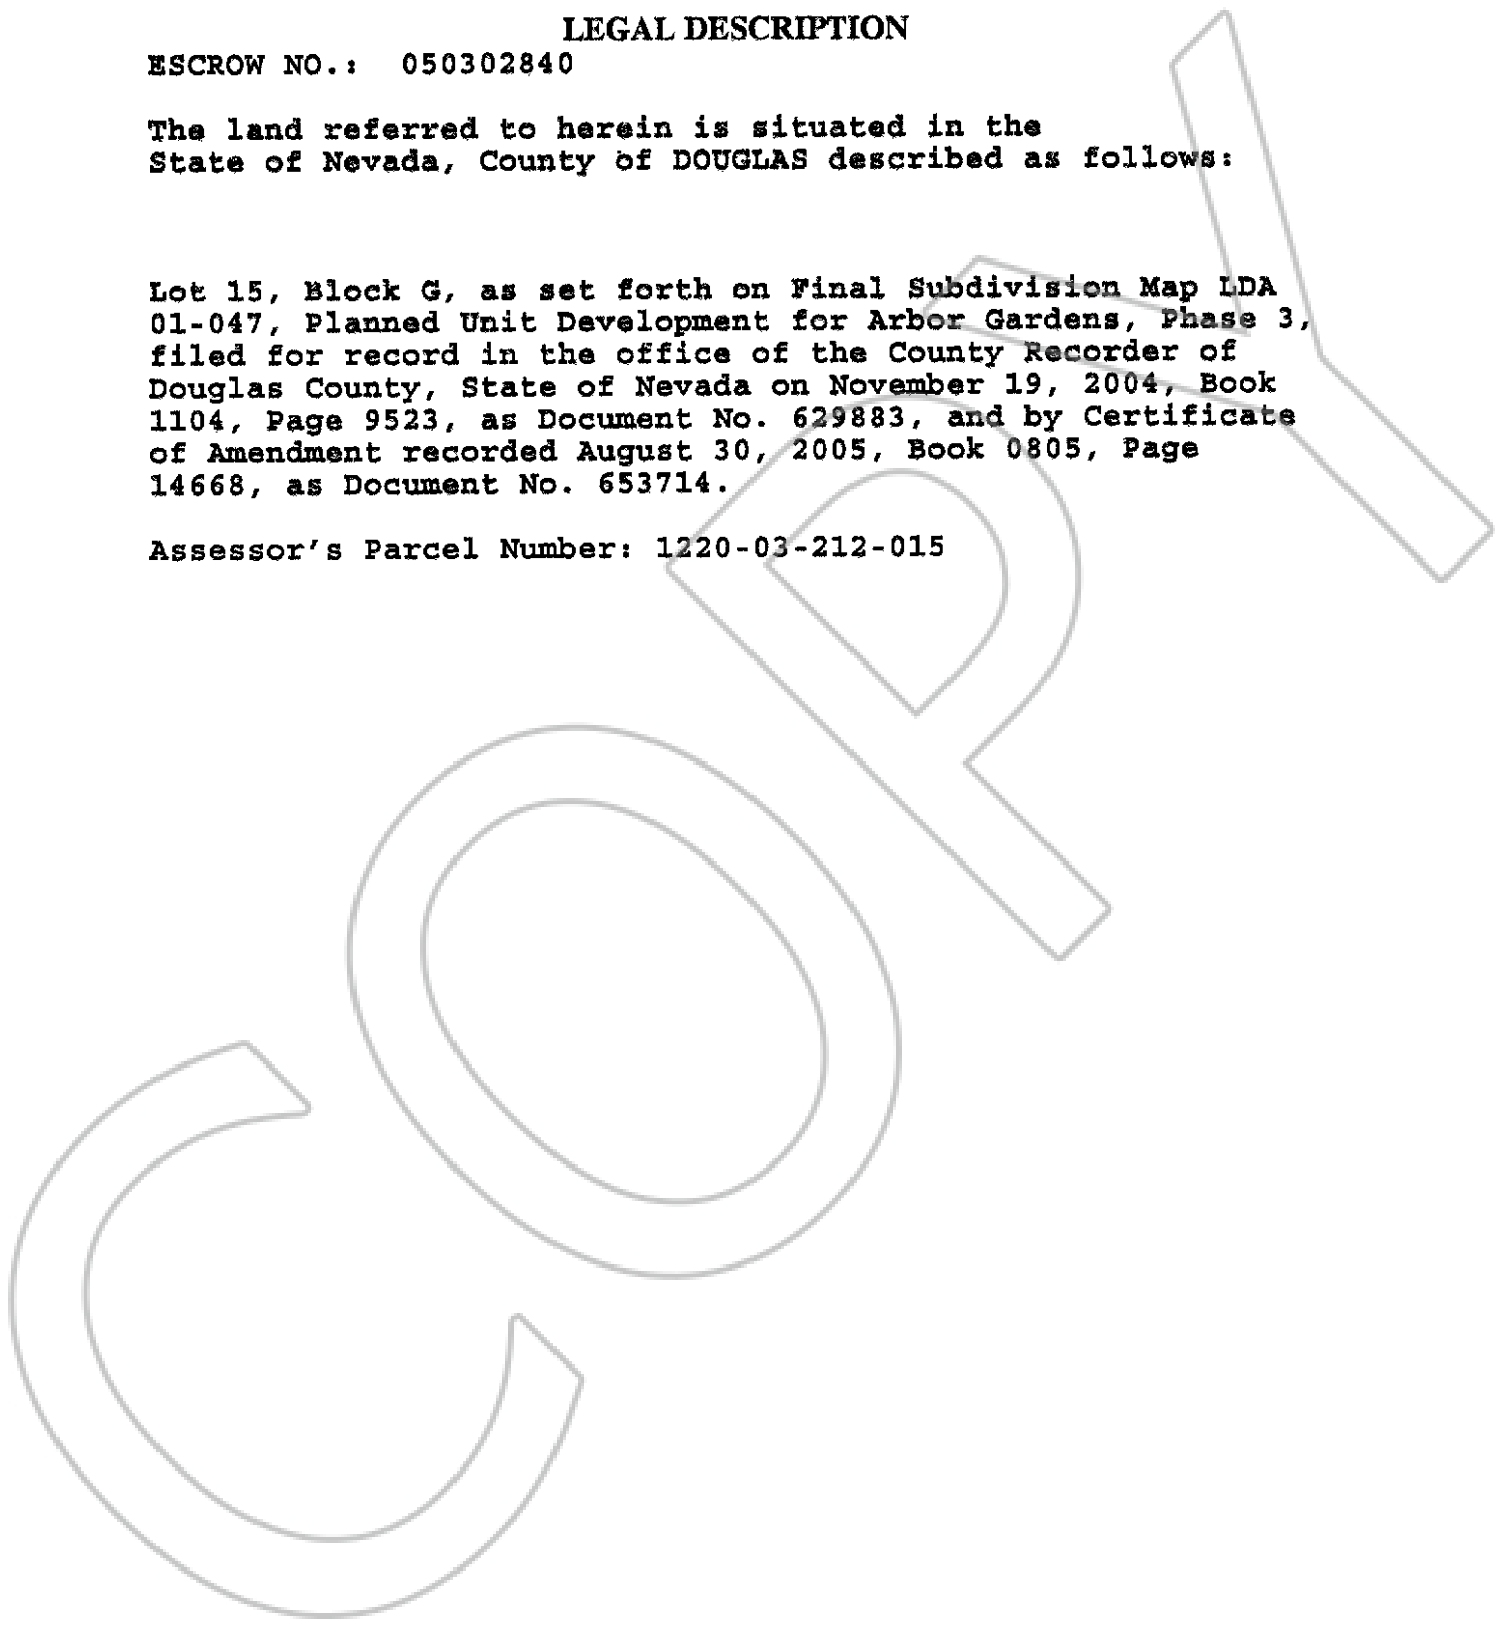 LEGAL DESCRIPTION
ESCROW NO.: 050302840
The land referred to herein is situated in the
State of Nevada, County of DOUGLAS described as follows:
Lot 15, Block G, as set forth on Final Subdivision Map LDA
01-047, Planned Unit Development for Arbor Gardens, Phase 3,
filed for record in the office of the County Recorder of
Douglas County, State of Nevada on November 19, 2004, Book
1104, Page 9523, as Document No. 629883, and by Certificate
of Amendment recorded August 30, 2005, Book 0805, Page
14668, as Document No. 653714.
Assessor's Parcel Number: 1220-03-212-015
COPY